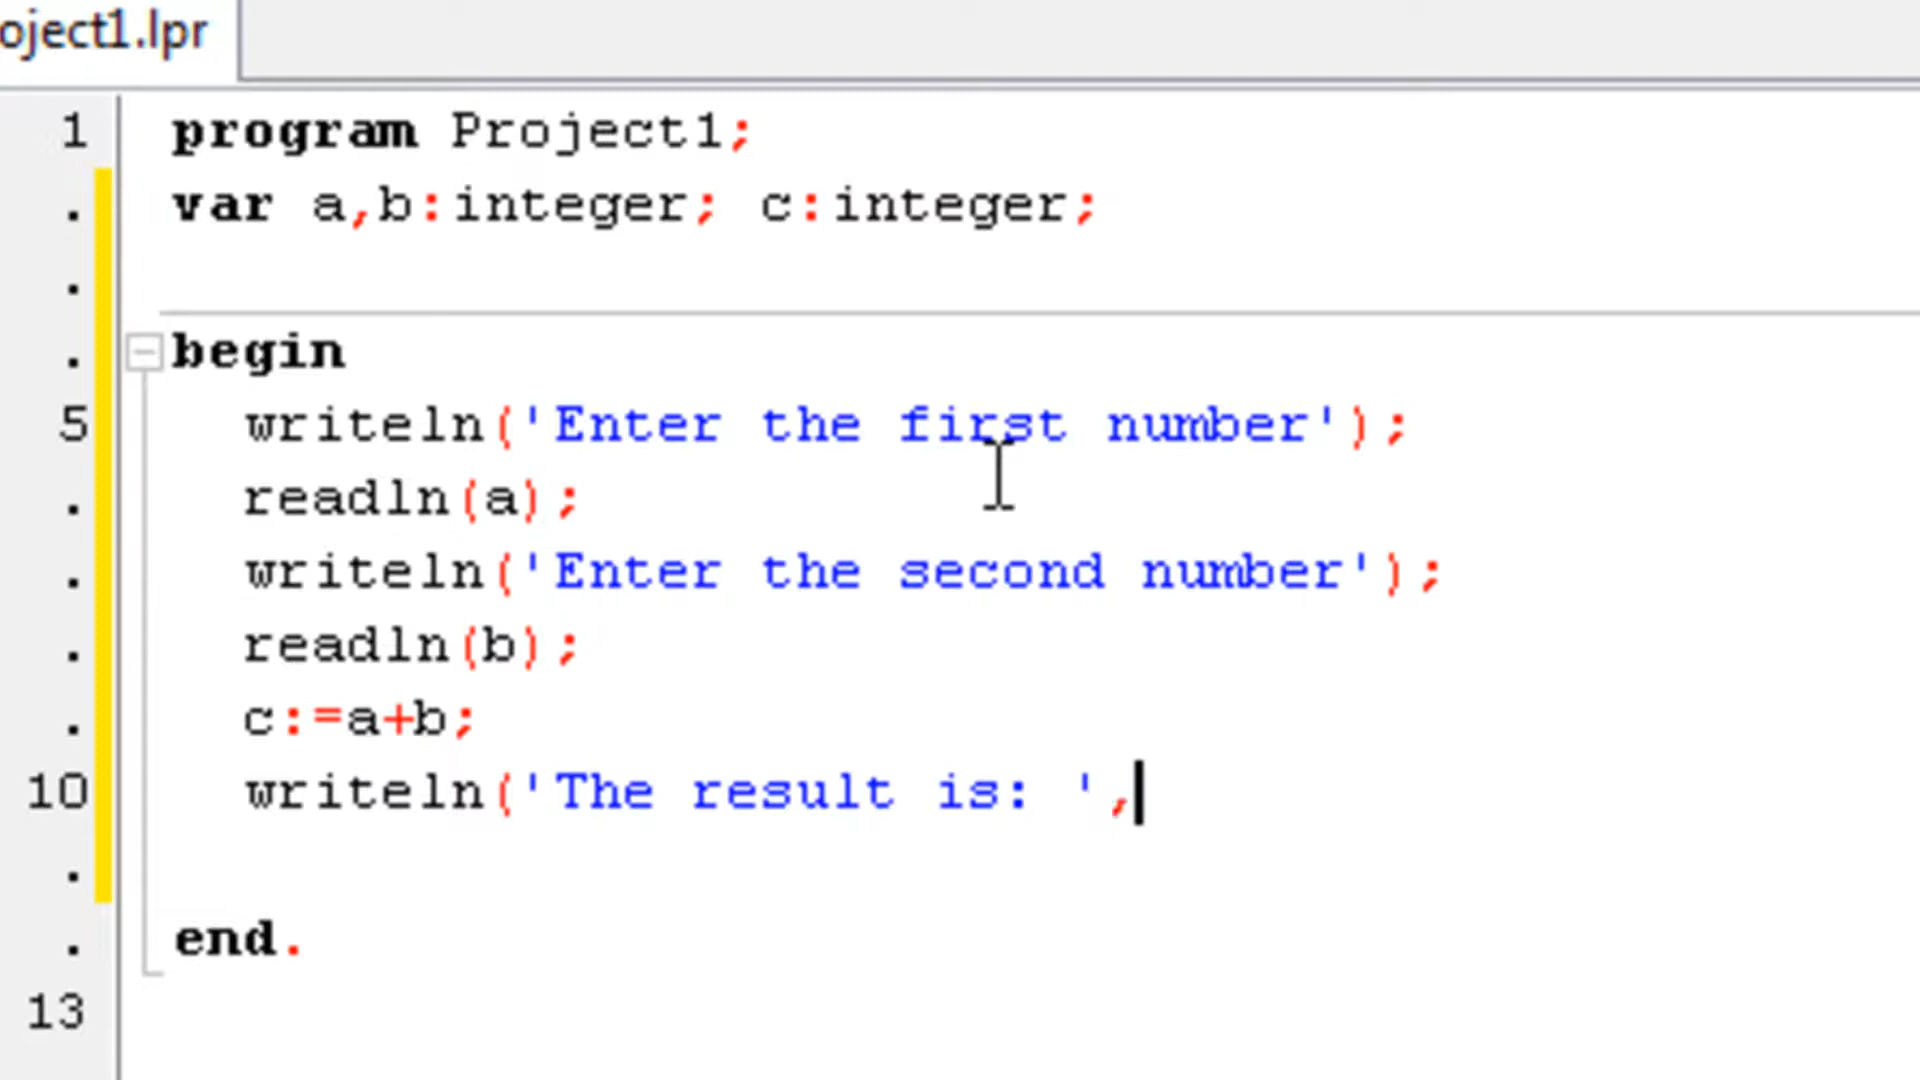 oject1.lpr
1 program Project1;
. var a,b:integer; c:integer;
.
. begin
5 writeln('Enter the first number');
. readln(a);
. writeln('Enter the second number');
. readln(b);
. c:=a+b;
10 writeln('The result is: ',
.
. end.
13